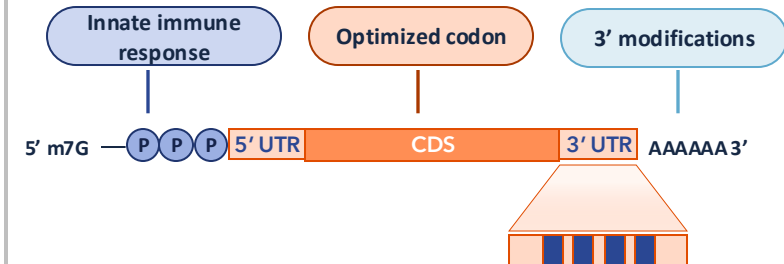 Innate immune
response
Optimized codon
3’ modifications
5’ m7G P P P 5’ UTR CDS 3’ UTR AAAAAA 3’